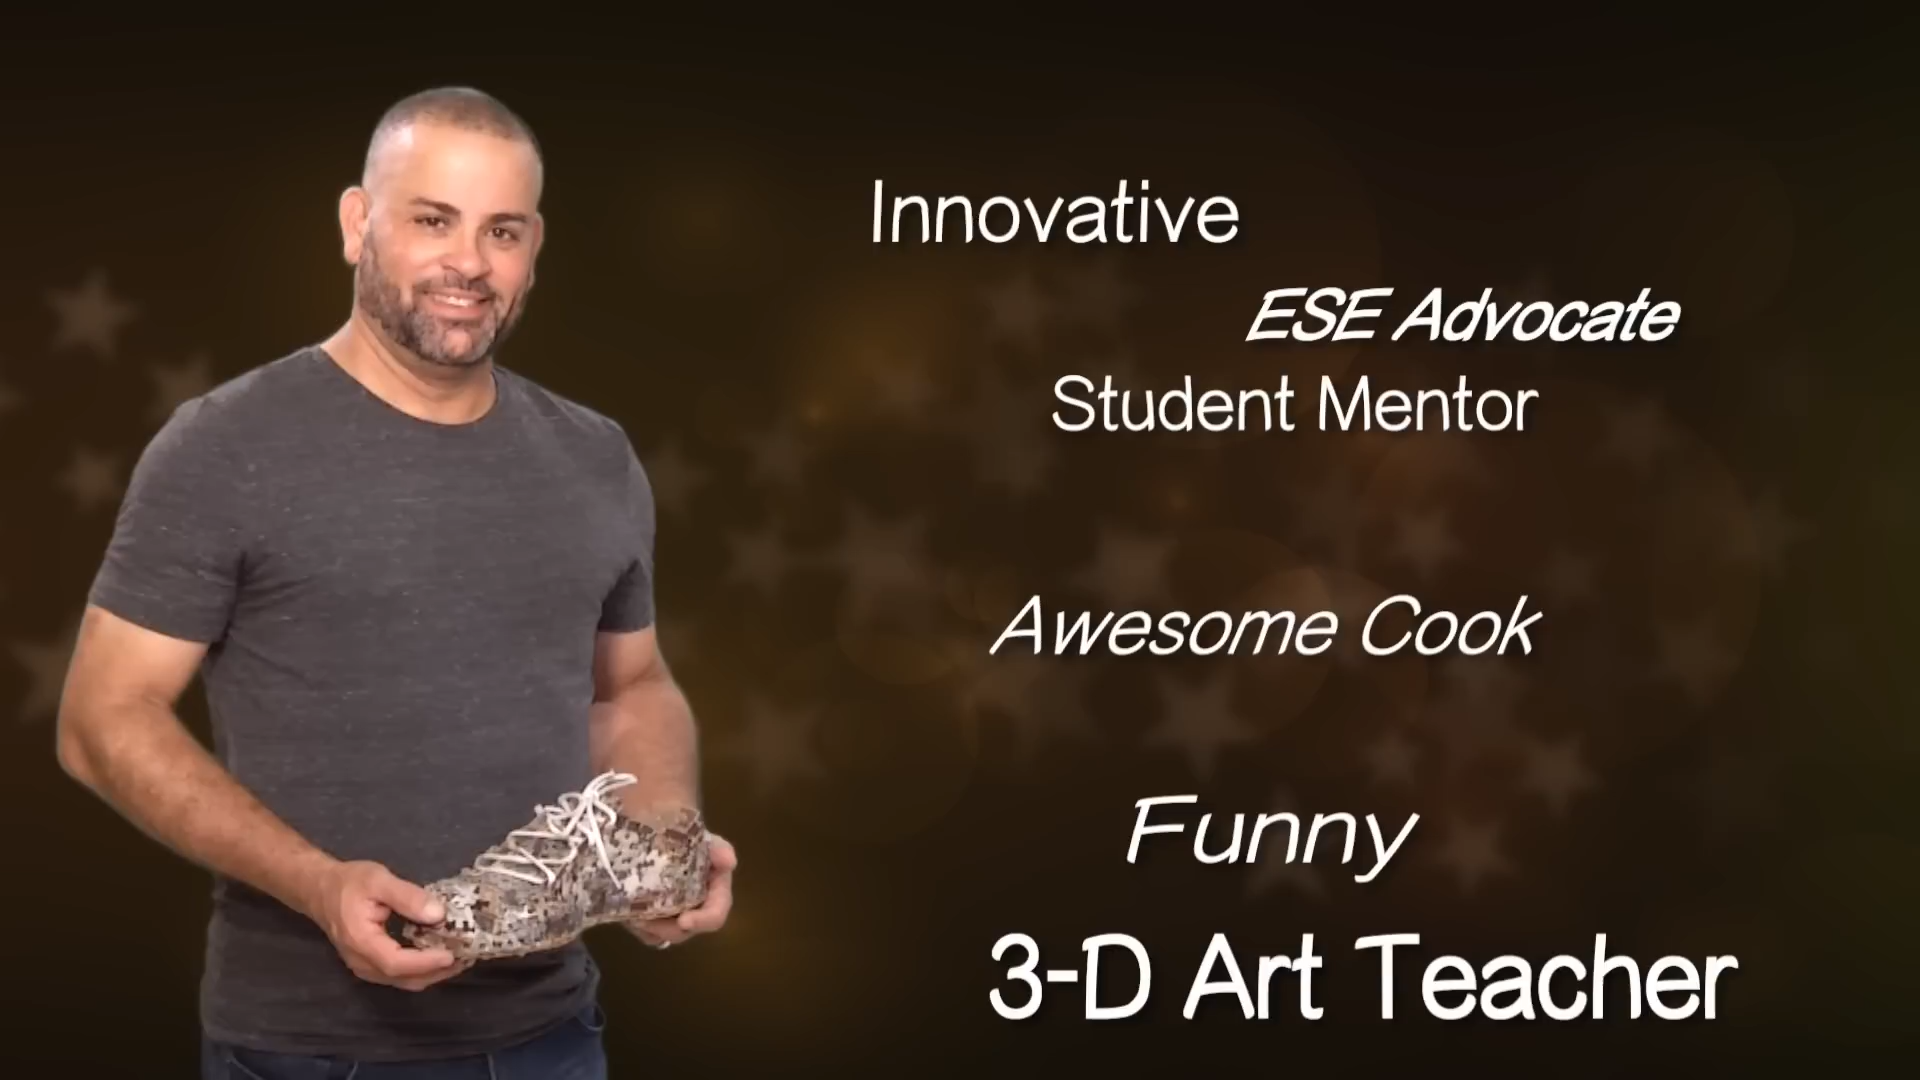 Innovative
ESE Advocate
Student Mentor
Awesome Cook
Funny
3-D Art Teacher